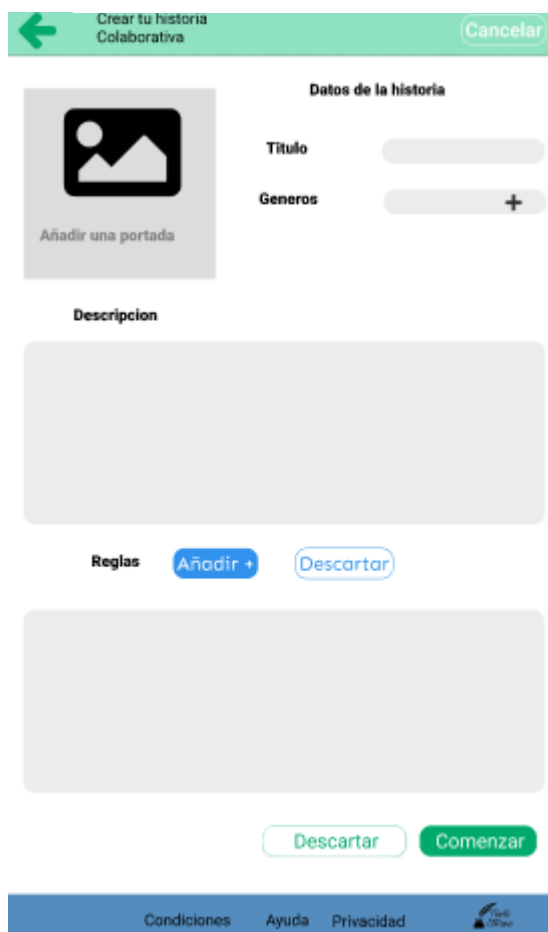 Crear tu historia
Colaborativa
Cancelar
Datos de la historia
Titulo
Generos
+
Añadir una portada
Descripcion
Reglas
Añadir +
Descartar
Descartar
Comenzar
Condiciones Ayuda Privacidad